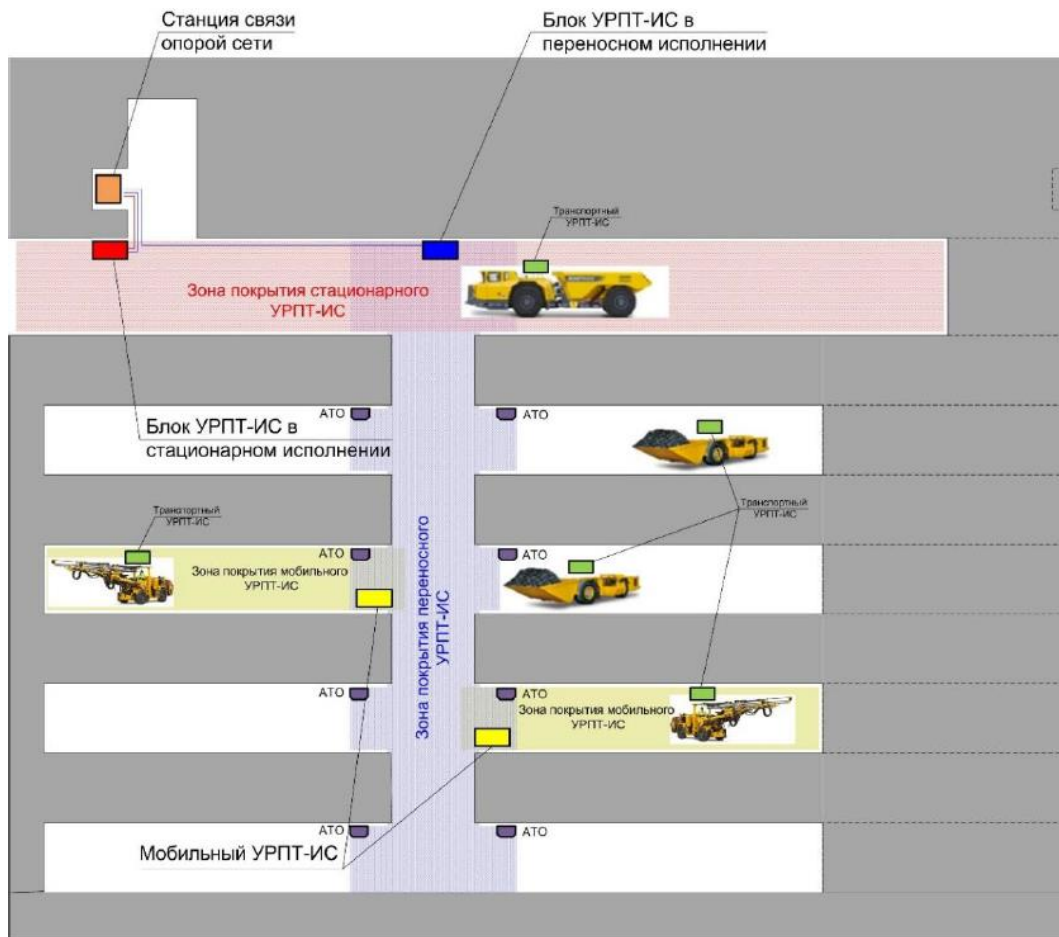 Станция связи
опорой сети
Блок УРПТ-ИС в
переносном исполнении
Транспортный
УРПТ-ИС
Зона покрытия стационарного
УРПТ-ИС
АТО
АТО
Блок УРПТ-ИС в
стационарном исполнении
Транспортный
УРПТ-ИС
Транспортный
УРПТ-ИС
АТО
АТО
Зона покрытия мобильного
УРПТ-ИС
Зона покрытия переносного
УРПТ-ИС
АТО
АТО
Зона покрытия мобильного
УРПТ-ИС
АТО
АТО
Мобильный УРПТ-ИС